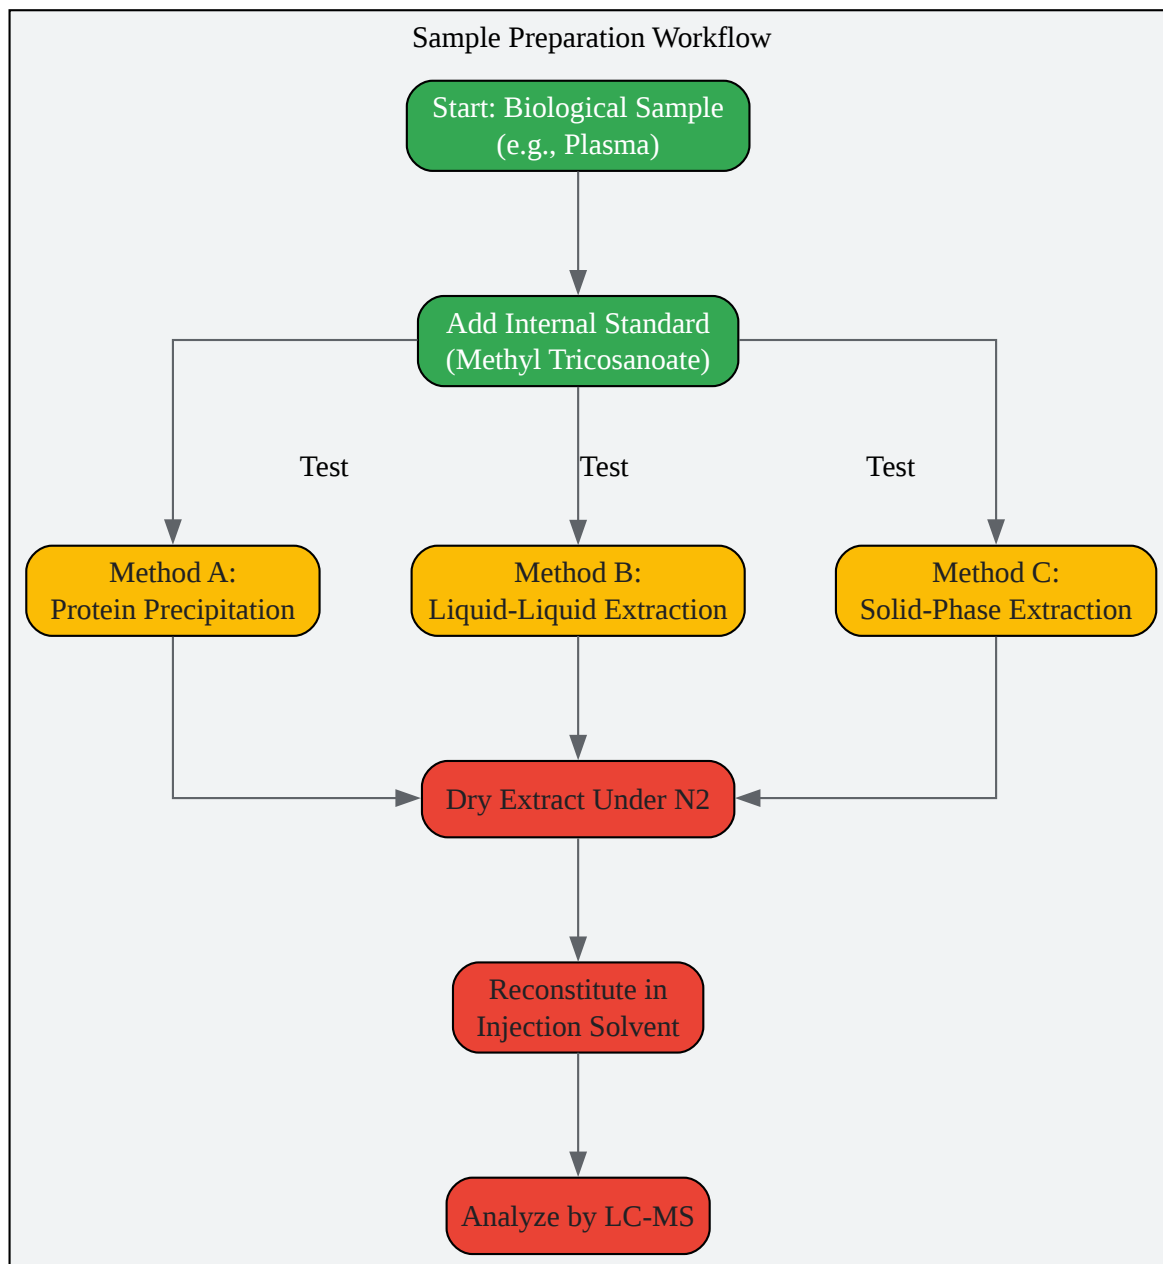 Sample Preparation Workflow
Start: Biological Sample
(e.g., Plasma)
Add Internal Standard
(Methyl Tricosanoate)
Test
Test
Test
Method A:
Protein Precipitation
Method B:
Liquid-Liquid Extraction
Method C:
Solid-Phase Extraction
Dry Extract Under N2
Reconstitute in
Injection Solvent
Analyze by LC-MS